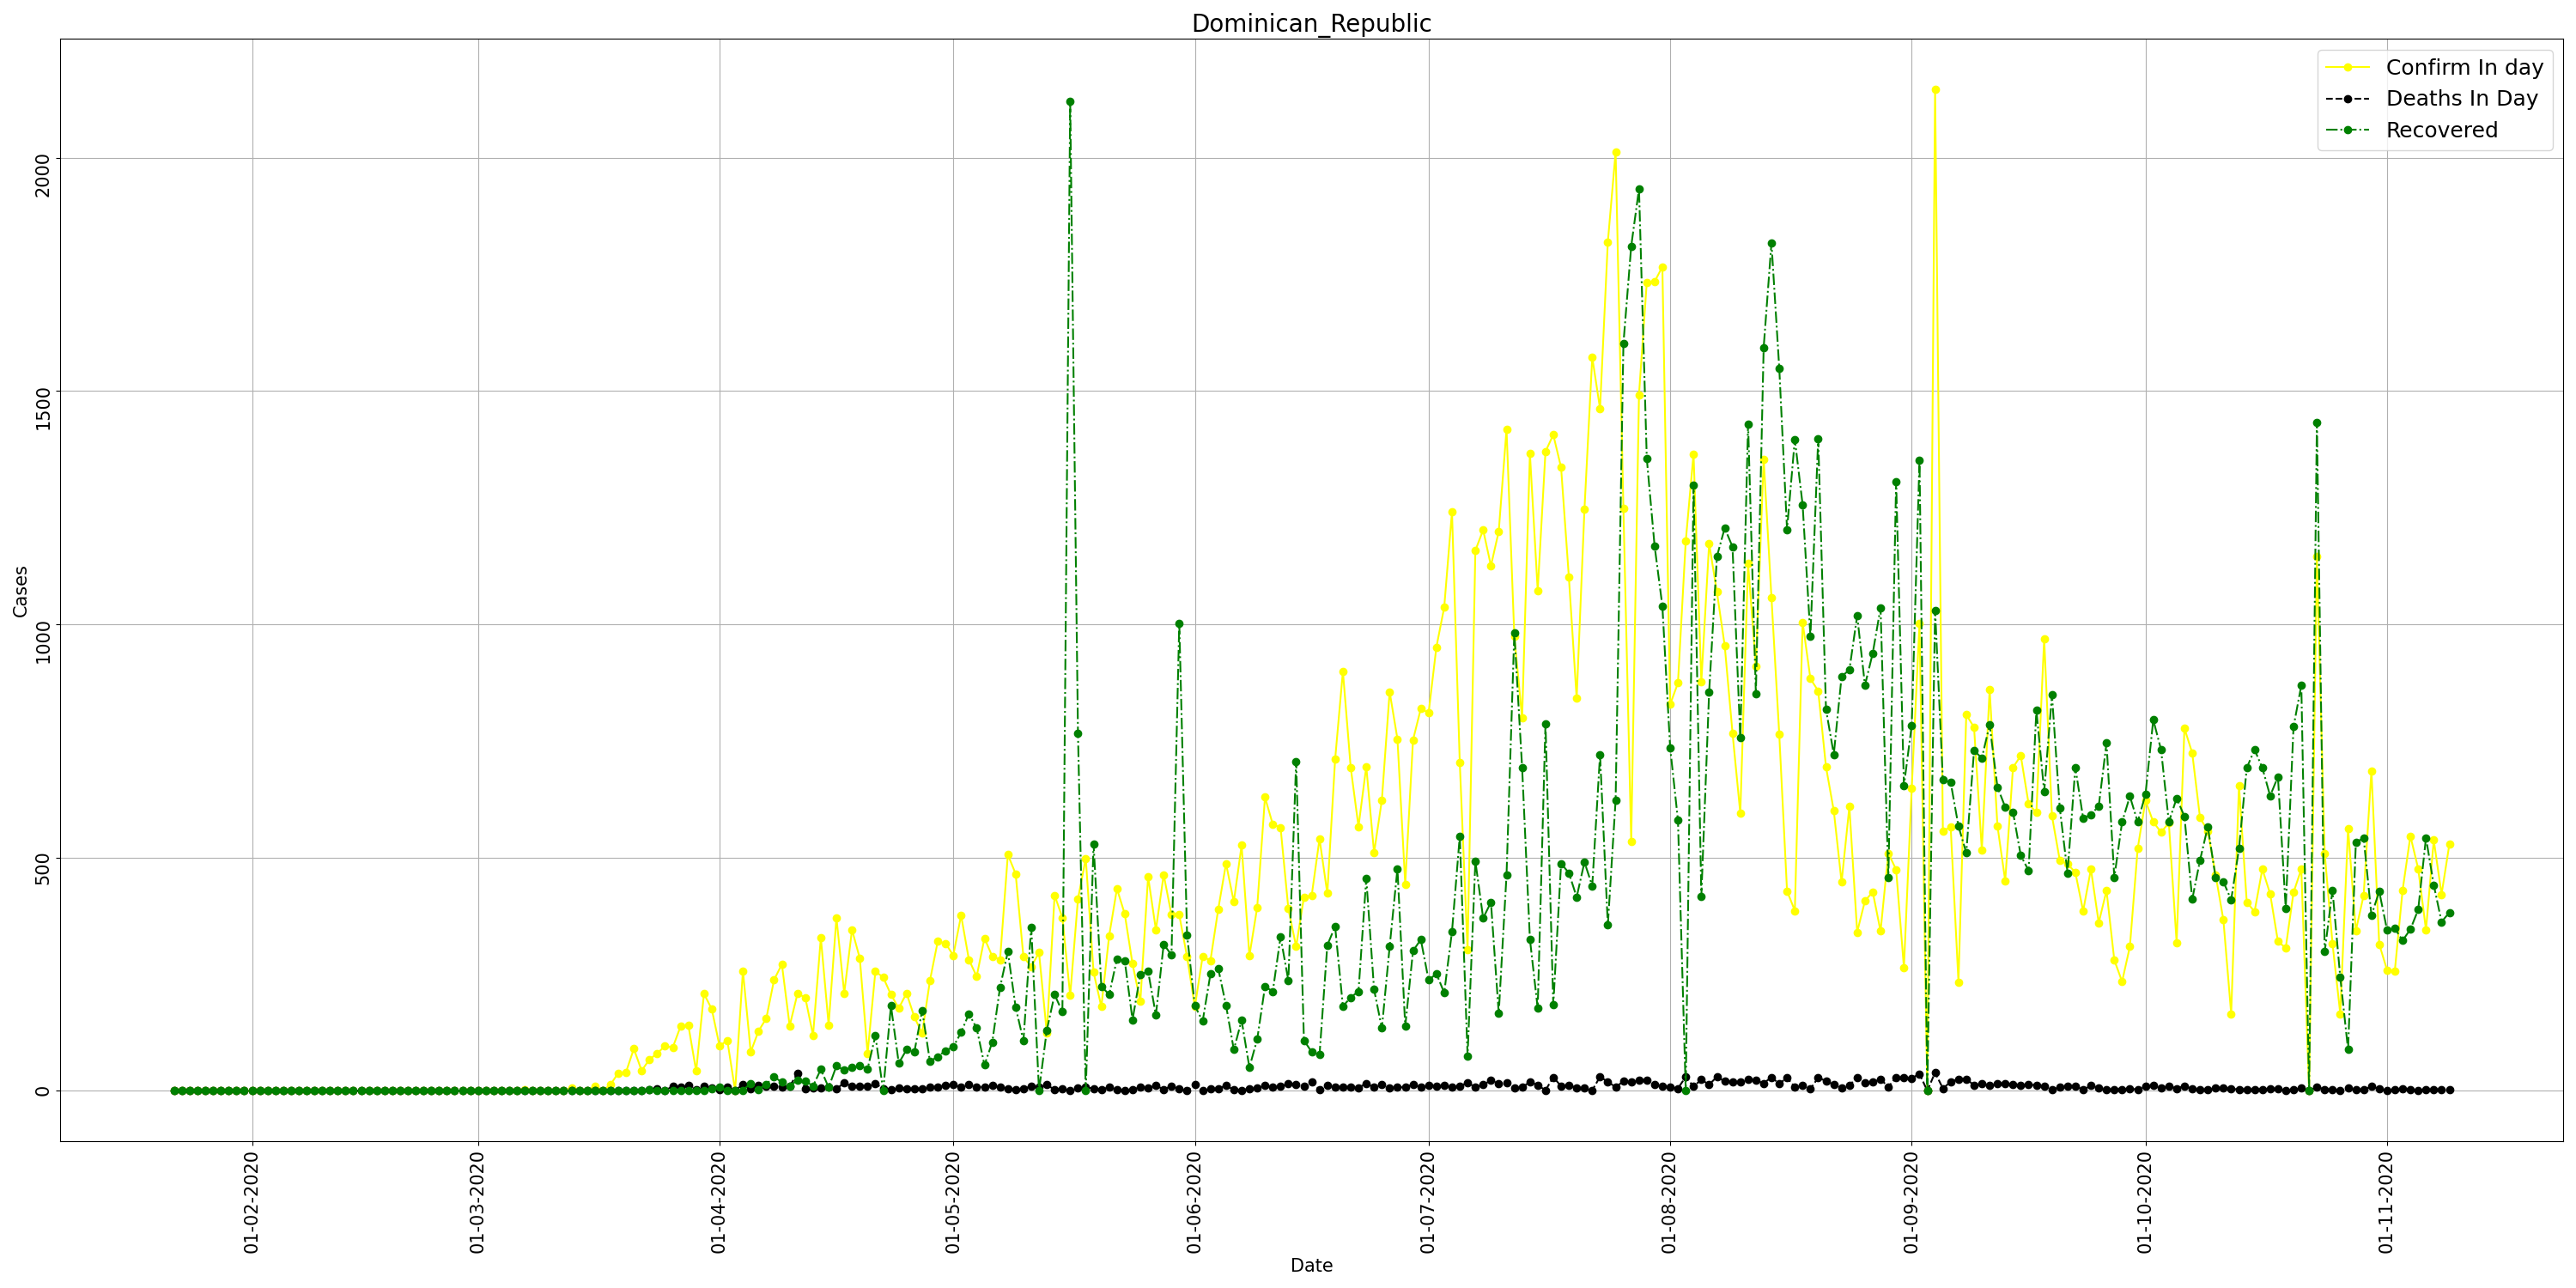 Dominican_Republic
Confirm In day
Deaths In Day
Recovered
Cases
2000
1500
1000
500
0
01-02-2020
01-03-2020
01-04-2020
01-05-2020
01-06-2020
01-07-2020
01-08-2020
01-09-2020
01-10-2020
01-11-2020
Date